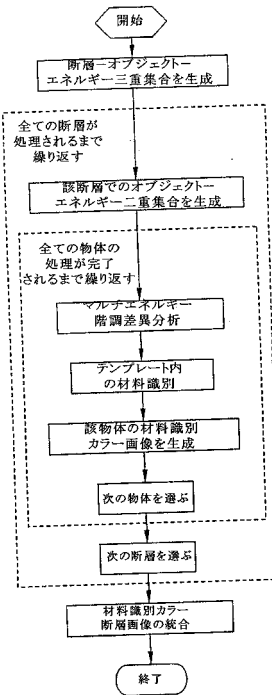 開始
断層－オブジェクト－
エネルギー三重集合を生成
全ての断層が
処理されるまで
繰り返す
該断層でのオブジェクト－
エネルギー二重集合を生成
全ての物体の
処理が完了
されるまで繰り返す
マルチエネルギー
階調差異分析
テンプレート内
の材料識別
該物体の材料識別
カラー画像を生成
次の物体を選ぶ
次の断層を選ぶ
材料識別カラー
断層画像の統合
終了